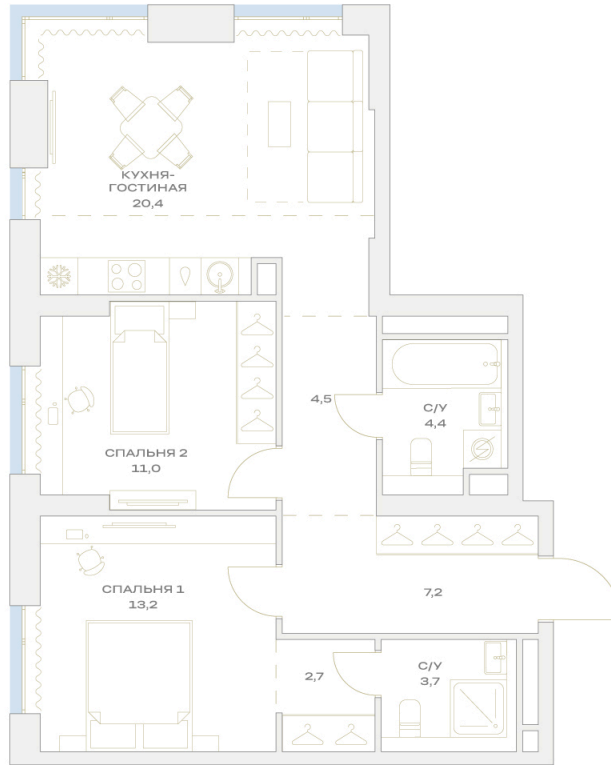 КУХНЯ-
ГОСТИНАЯ
20,4
4,5
С/У
4,4
СПАЛЬНЯ 2
11,0
СПАЛЬНЯ 1
13,2
7,2
2,7
С/У
3,7